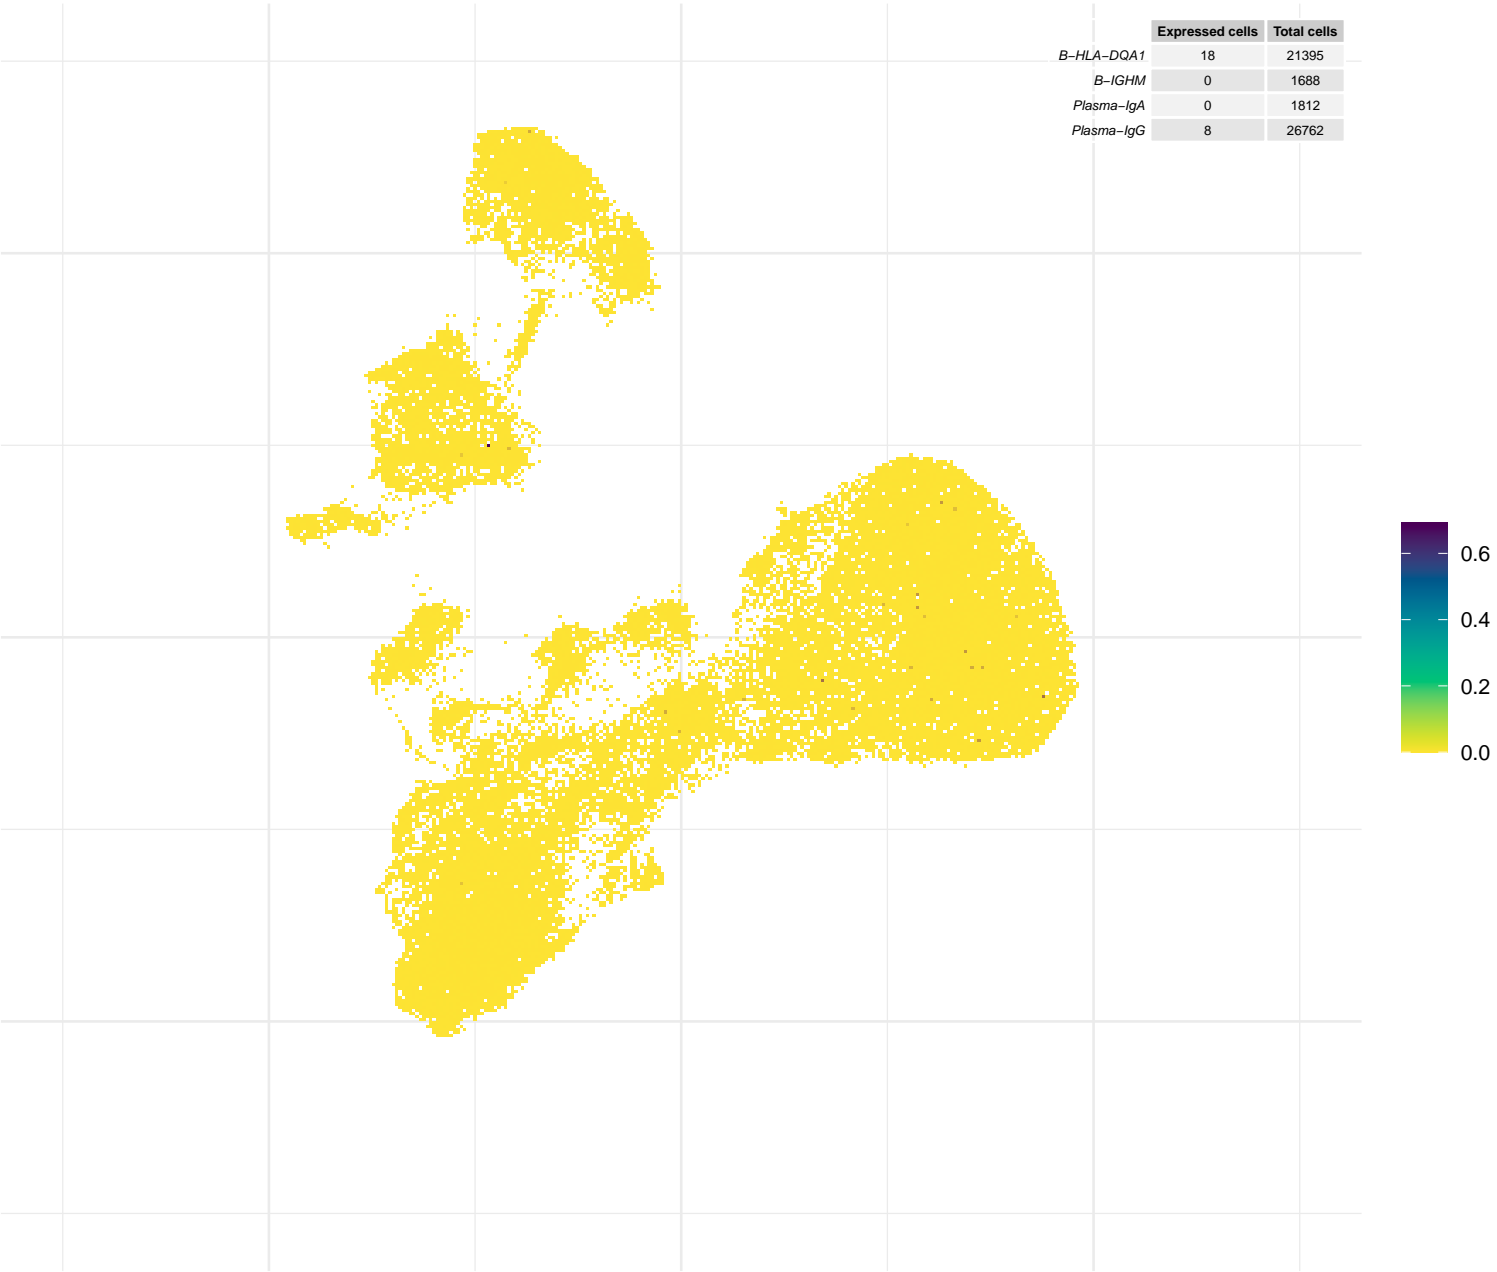 Expressed cells Total cells
B–HLA–DQA1 18 21395
B–IGHM 0 1688
Plasma–IgA 0 1812
Plasma–IgG 8 26762
0.6
0.4
0.2
0.0